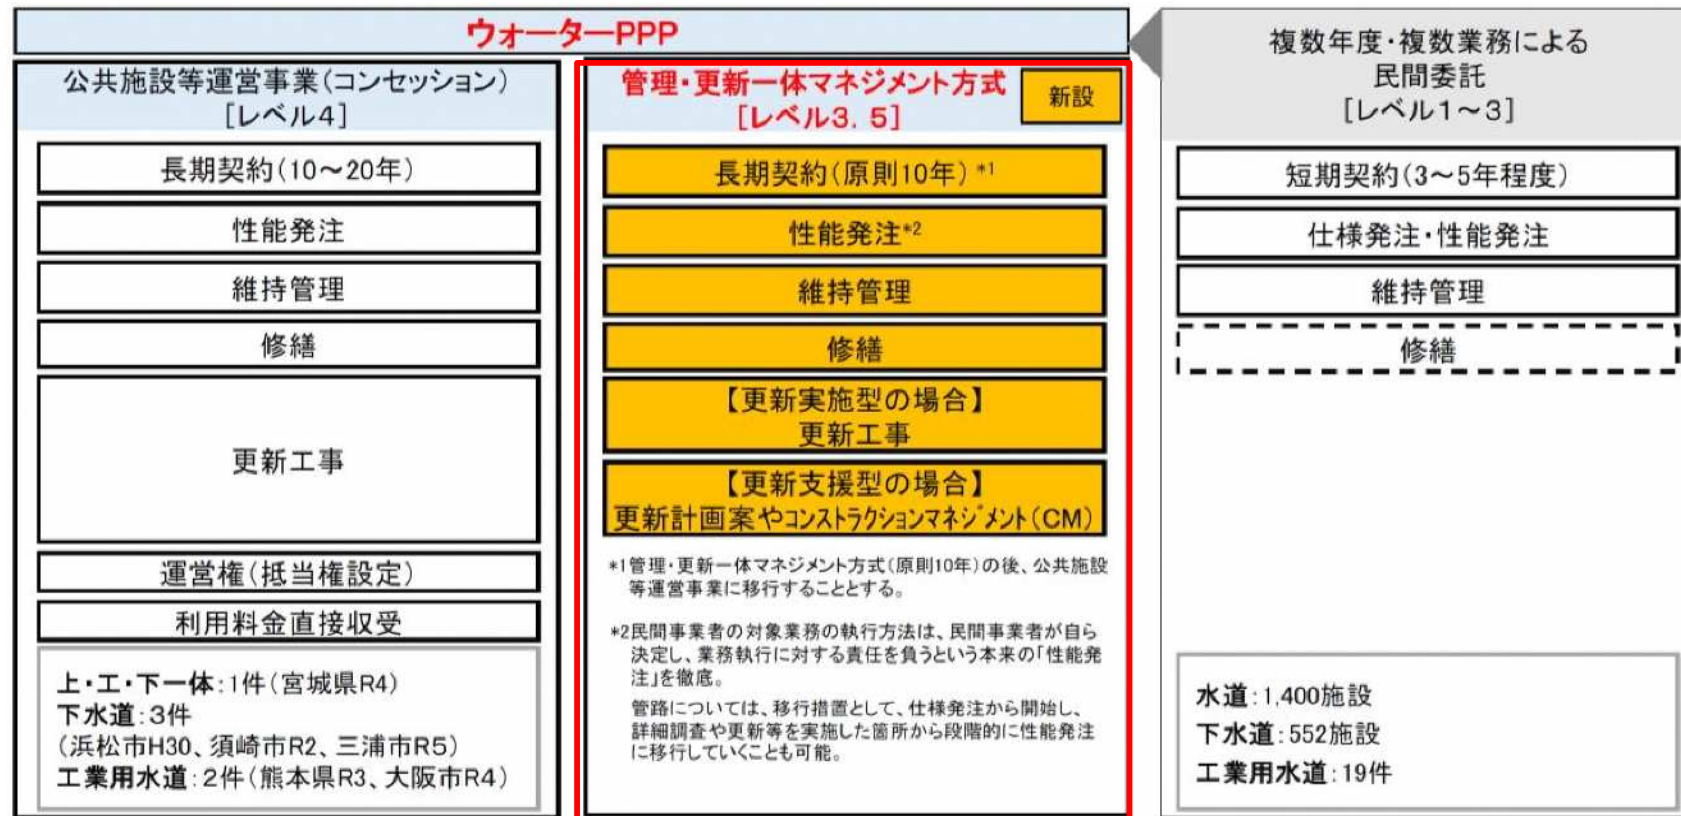 ウォーターPPP
公共施設等運営事業(コンセッション)
[レベル4]
長期契約(10～20年)
性能発注
維持管理
修繕
更新工事
運営権(抵当権設定)
利用料金直接収受
上・工・下一体:1件(宮城県R4)
下水道:3件
(浜松市H30、須崎市R2、三浦市R5)
工業用水道:2件(熊本県R3、大阪市R4)
管理・更新一体マネジメント方式
[レベル3.5]
新設
長期契約(原則10年)*1
性能発注*2
維持管理
修繕
【更新実施型の場合】
更新工事
【更新支援型の場合】
更新計画案やコンストラクションマネジメント(CM)
*1管理・更新一体マネジメント方式(原則10年)の後、公共施設
等運営事業に移行することとする。
*2民間事業者の対象業務の執行方法は、民間事業者が自ら
決定し、業務執行に対する責任を負うという本来の「性能発
注」を徹底。
管路については、移行措置として、仕様発注から開始し、
詳細調査や更新等を実施した箇所から段階的に性能発注
に移行していくことも可能。
複数年度・複数業務による
民間委託
[レベル1～3]
短期契約(3～5年程度)
仕様発注・性能発注
維持管理
修繕
水道:1,400施設
下水道:552施設
工業用水道:19件